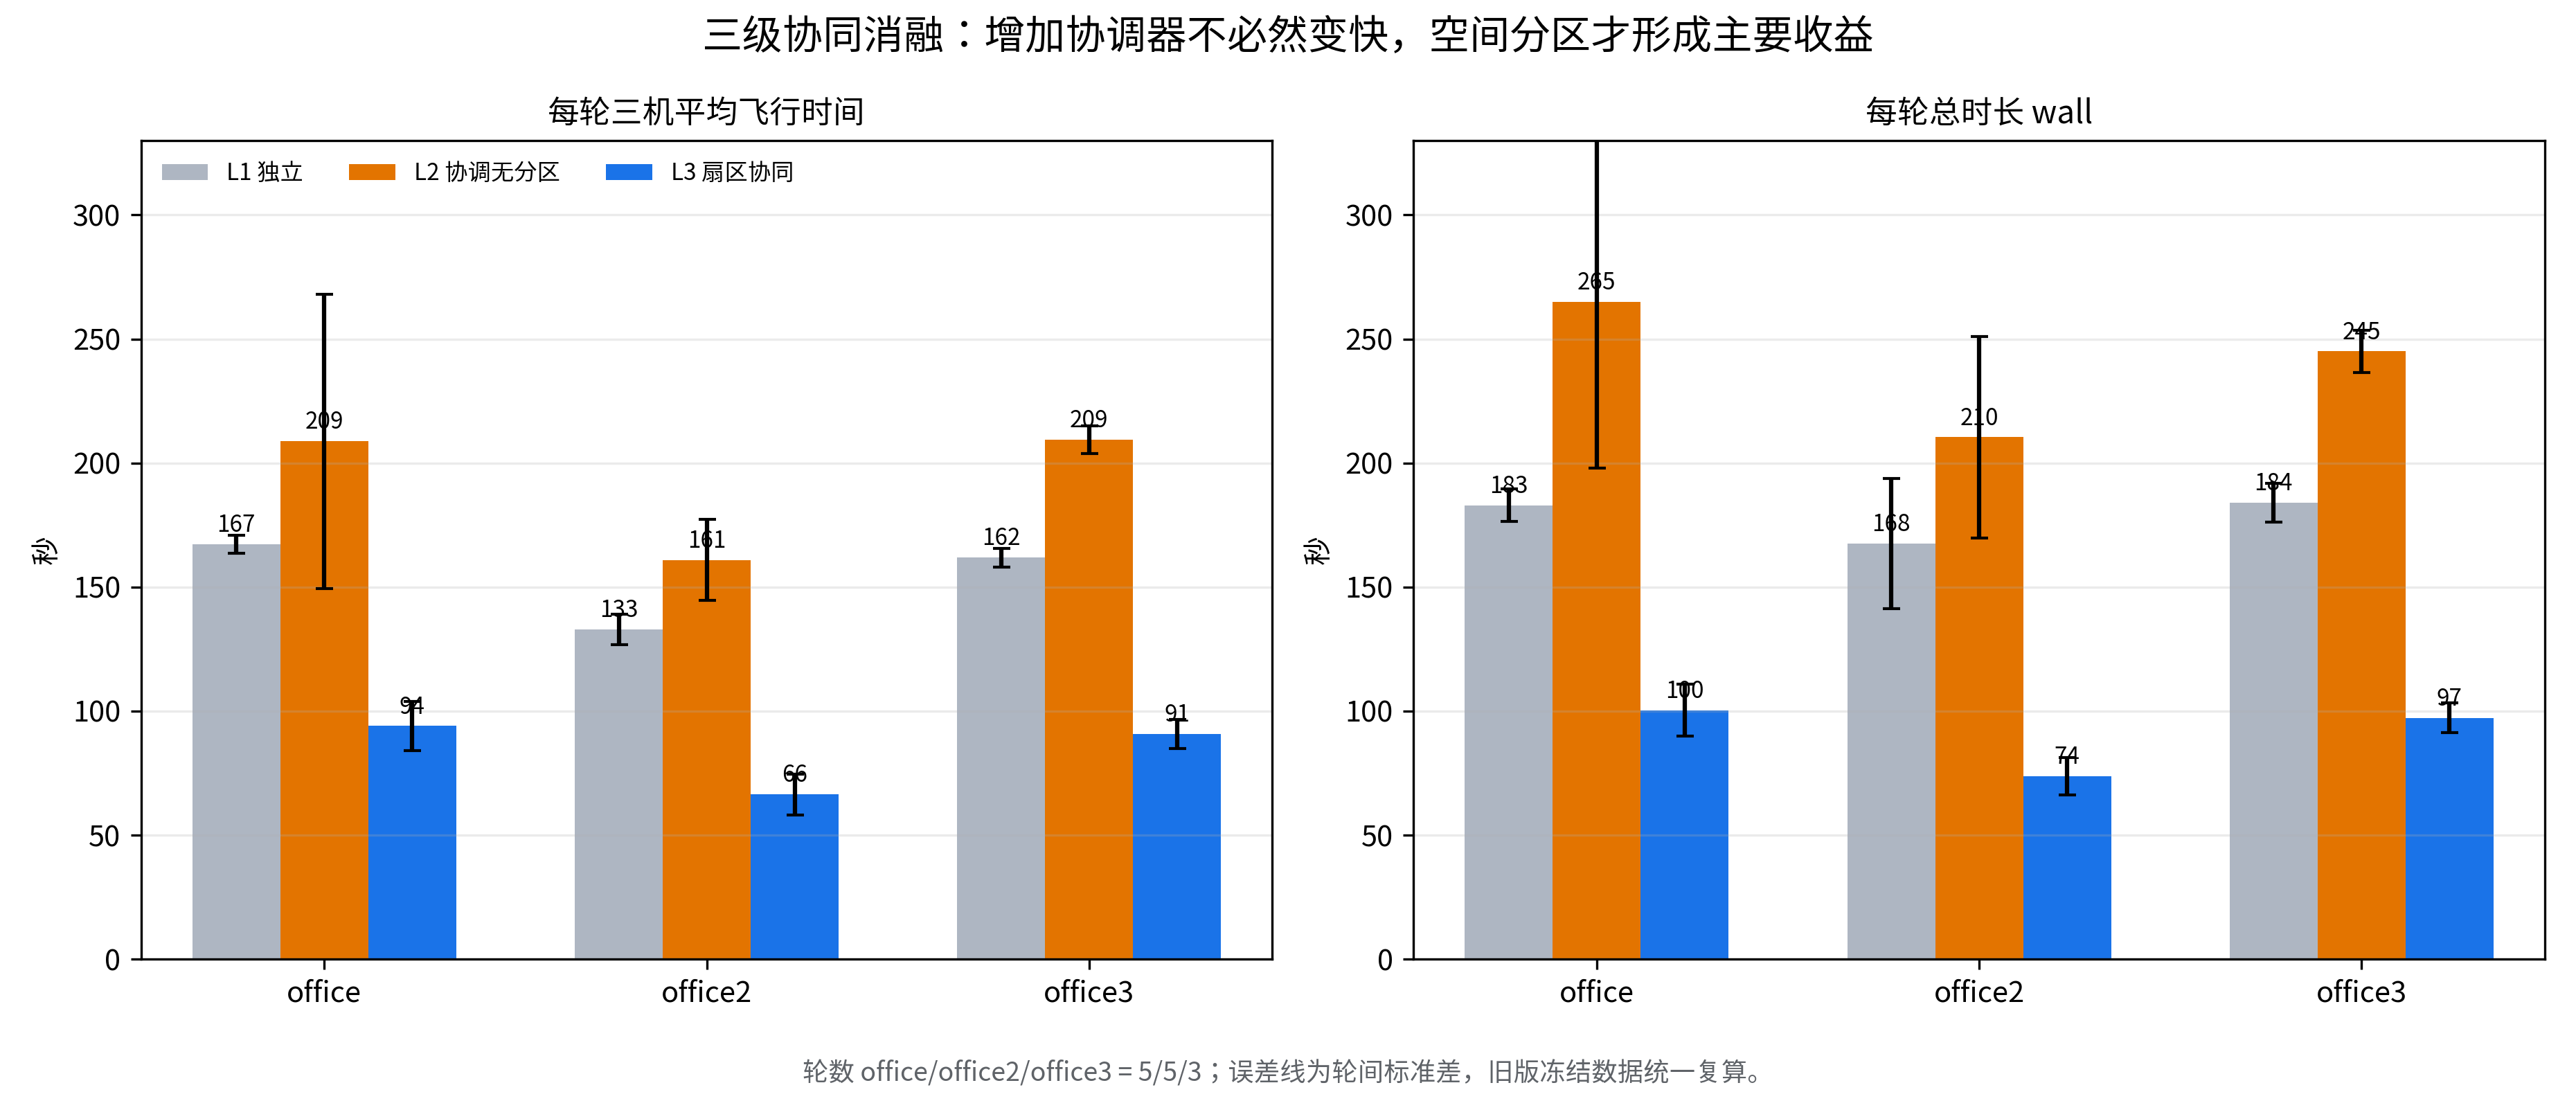 三级协同消融：增加协调器不必然变快，空间分区才形成主要收益
每轮三机平均飞行时间
L1 独立
L2 协调无分区
L3 扇区协同
秒
300
250
200
150
100
50
0
167
209
94
133
161
66
162
209
91
office
office2
office3
每轮总时长 wall
秒
300
250
200
150
100
50
0
183
265
100
168
210
74
184
245
97
office
office2
office3
轮数 office/office2/office3 = 5/5/3；误差线为轮间标准差，旧版冻结数据统一复算。